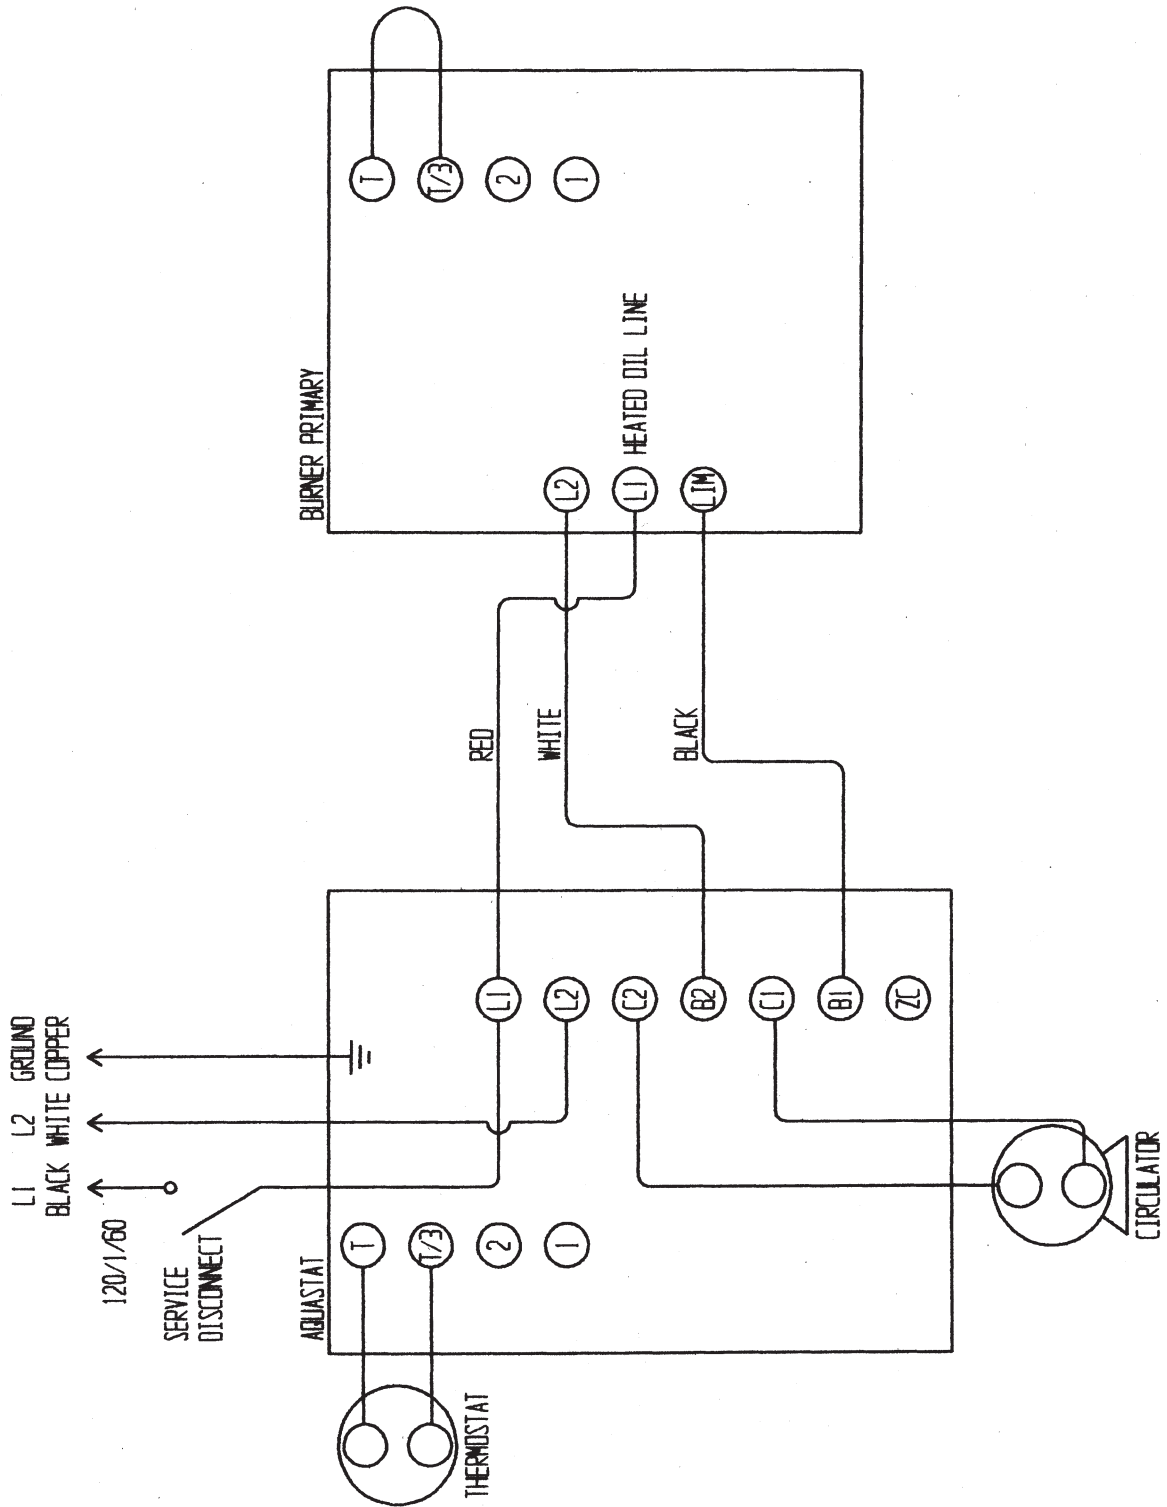 L1 L2 GROUND
BLACK WHITE COPPER
120/1/60
SERVICE
DISCONNECT
AQUASTAT
T
T/3
2
1
L1
L2
C2
B2
C1
B1
ZC
THERMOSTAT
CIRCULATOR
RED
WHITE
BLACK
BURNER PRIMARY
L2
L1
LIM
HEATED OIL LINE
T
T/3
2
1